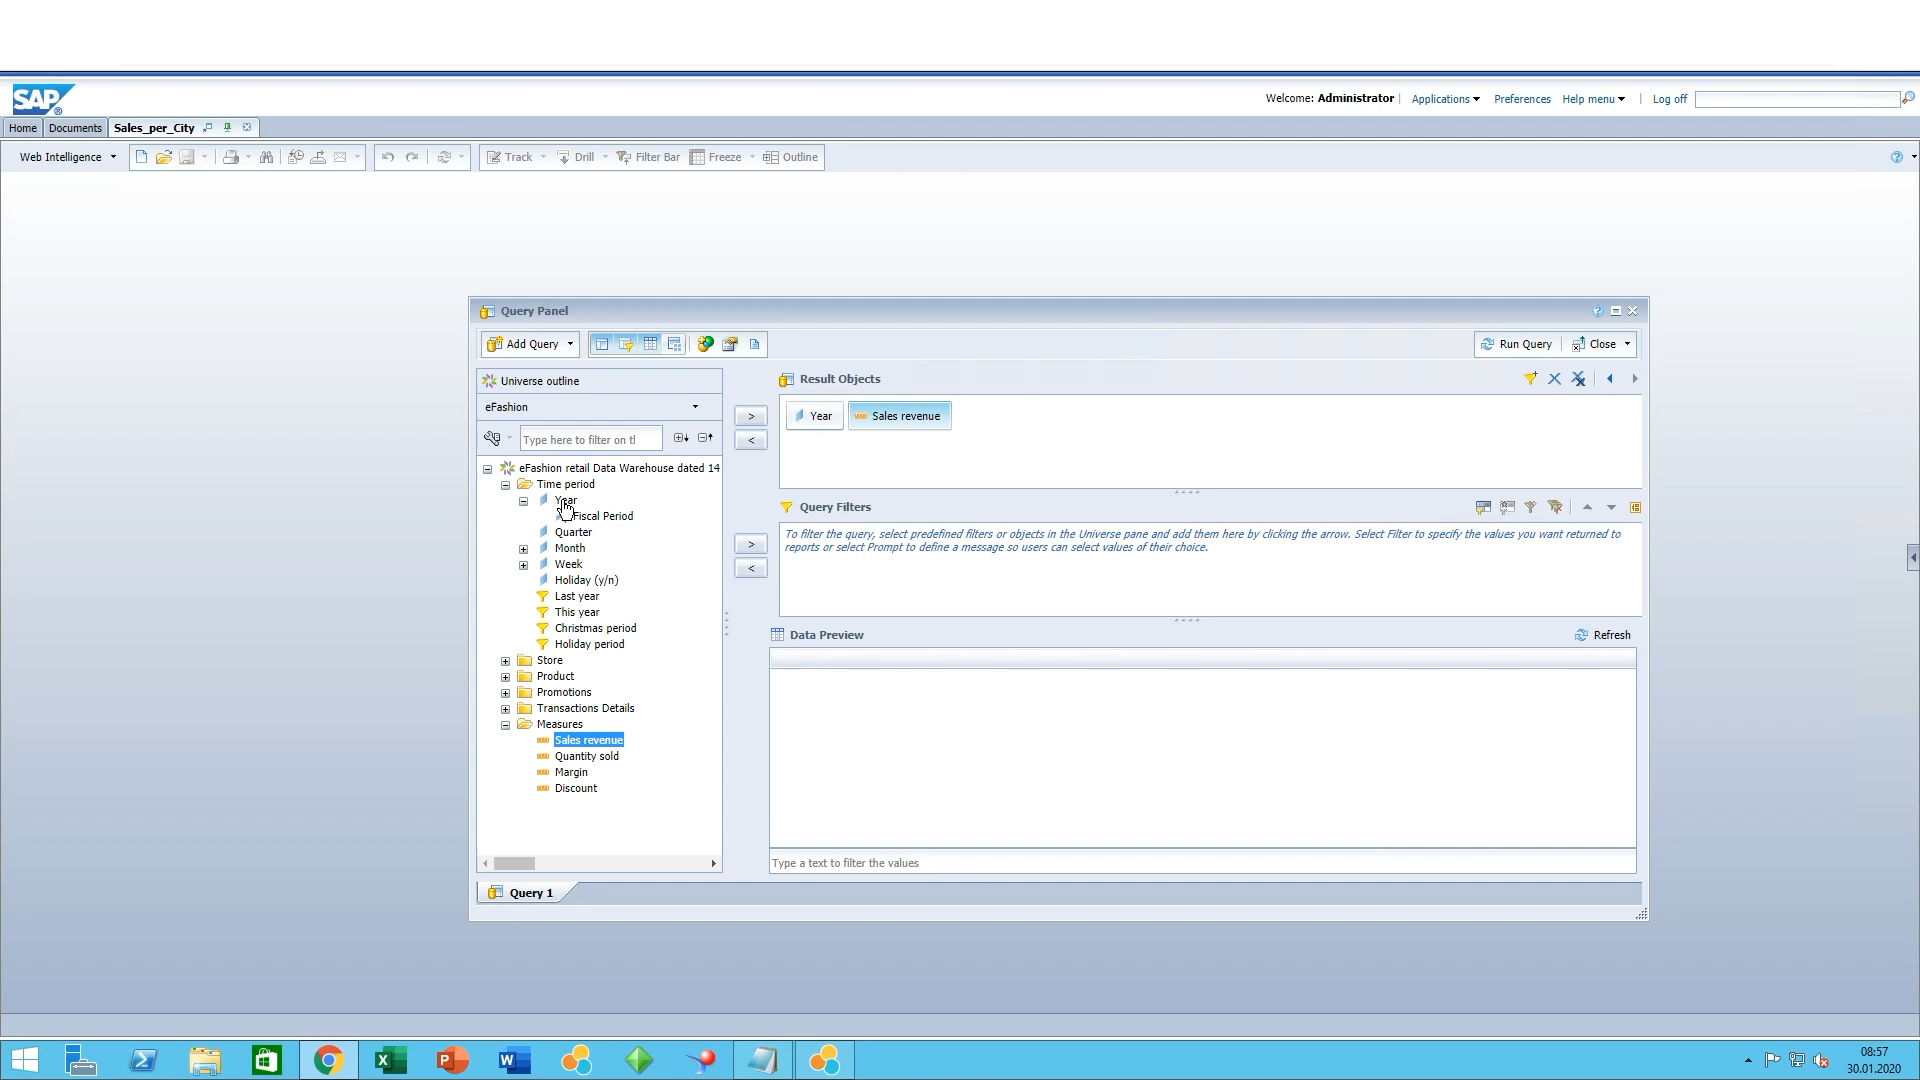 SAP
Welcome: Administrator
Applications
Preferences
Help menu
Log off
Home
Documents
Sales_per_City
Web Intelligence
Track
Drill
Filter Bar
Freeze
Outline
Query Panel
Add Query
Run Query
Close
Universe outline
eFashion
Type here to filter on tl
eFashion retail Data Warehouse dated 14
Time period
Year
Fiscal Period
Quarter
Month
Week
Holiday (y/n)
Last year
This year
Christmas period
Holiday period
Store
Product
Promotions
Transactions Details
Measures
Sales revenue
Quantity sold
Margin
Discount
Result Objects
Year
Sales revenue
Query Filters
To filter the query, select predefined filters or objects in the Universe pane and add them here by clicking the arrow. Select Filter to specify the values you want returned to
reports or select Prompt to define a message so users can select values of their choice.
Data Preview
Refresh
Type a text to filter the values
Query 1
08:57
30.01.2020